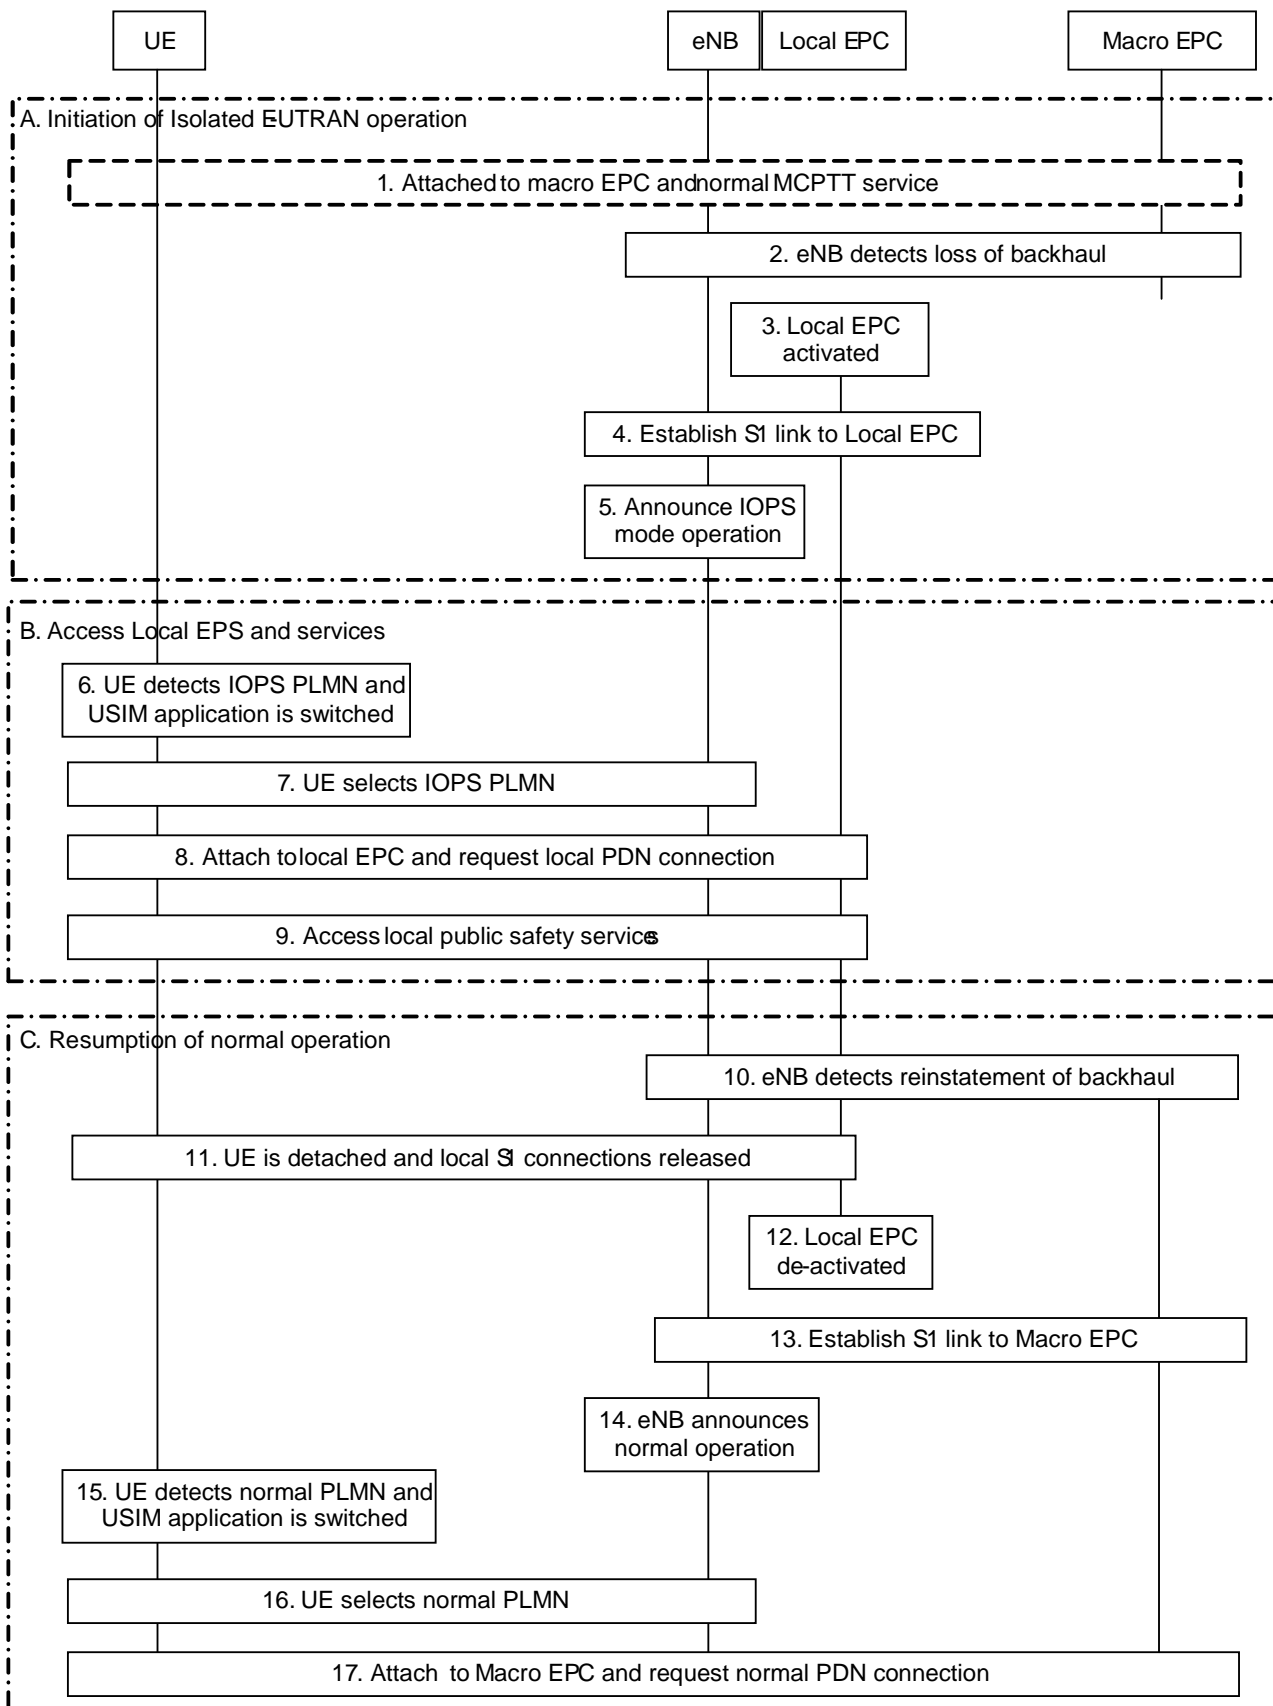 UE
eNB
Local EPC
Macro EPC
A. Initiation of Isolated E-UTRAN operation
1. Attached to macro EPC and normal MCPTT service
2. eNB detects loss of backhaul
3. Local EPC
activated
4. Establish S1 link to Local EPC
5. Announce IOPS
mode operation
B. Access Local EPS and services
6. UE detects IOPS PLMN and
USIM application is switched
7. UE selects IOPS PLMN
8. Attach to local EPC and request local PDN connection
9. Access local public safety services
C. Resumption of normal operation
10. eNB detects reinstatement of backhaul
11. UE is detached and local S1 connections released
12. Local EPC
de-activated
13. Establish S1 link to Macro EPC
14. eNB announces
normal operation
15. UE detects normal PLMN and
USIM application is switched
16. UE selects normal PLMN
17. Attach to Macro EPC and request normal PDN connection